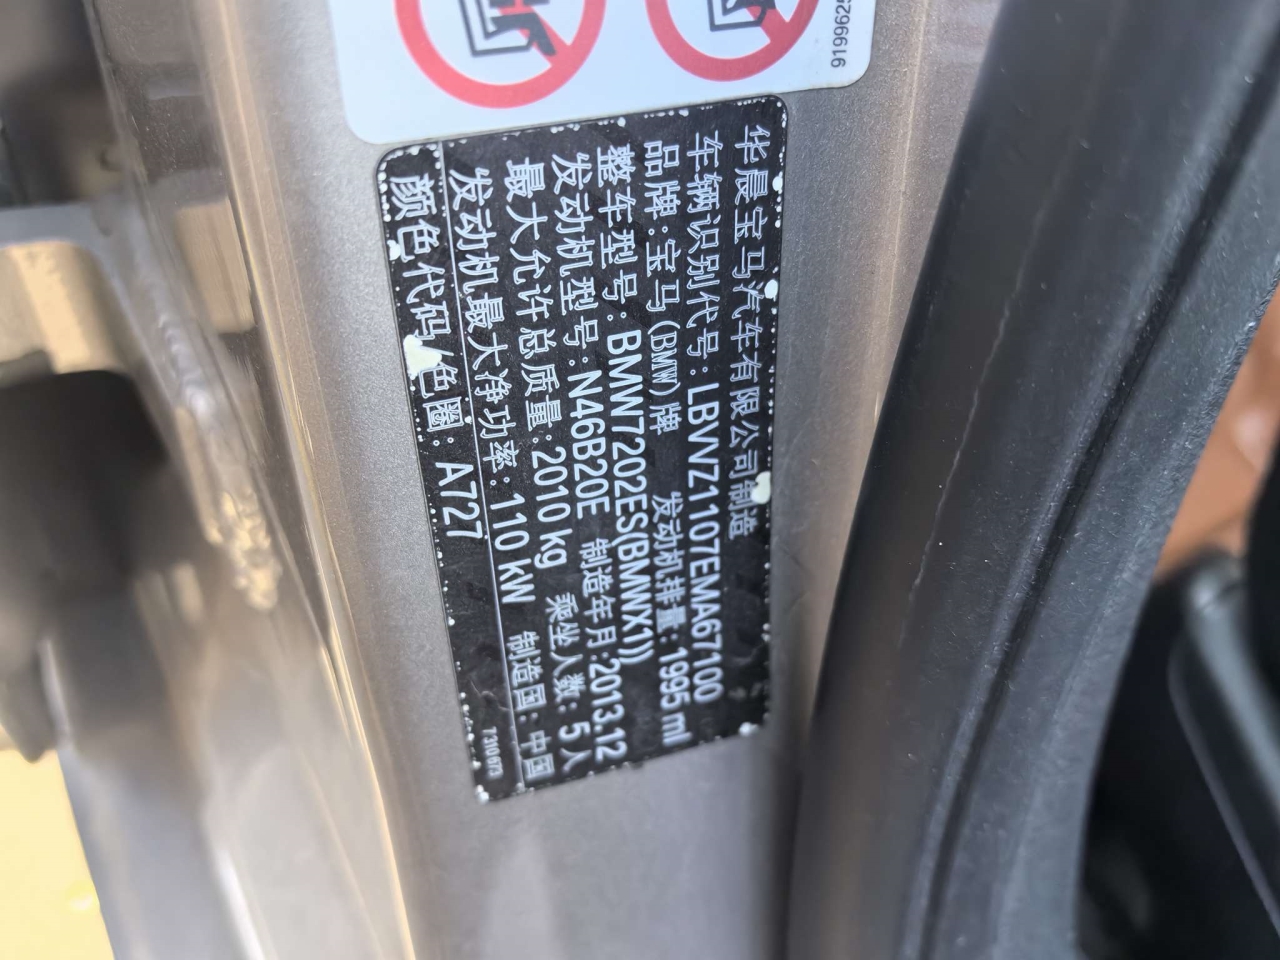 9199625
华晨宝马汽车有限公司制造
车辆识别代号: LBVVZ1107EMA67100
品牌: 宝马(BMW)牌 发动机排量: 1995 ml
整车型号: BMW7202ES(BMWX1))
发动机型号: N46B20E 制造年月: 2013.12
最大允许总质量: 2010 kg 乘坐人数: 5 人
发动机最大净功率: 110 kW 制造国: 中国
颜色代码/色圈: A727 7310673